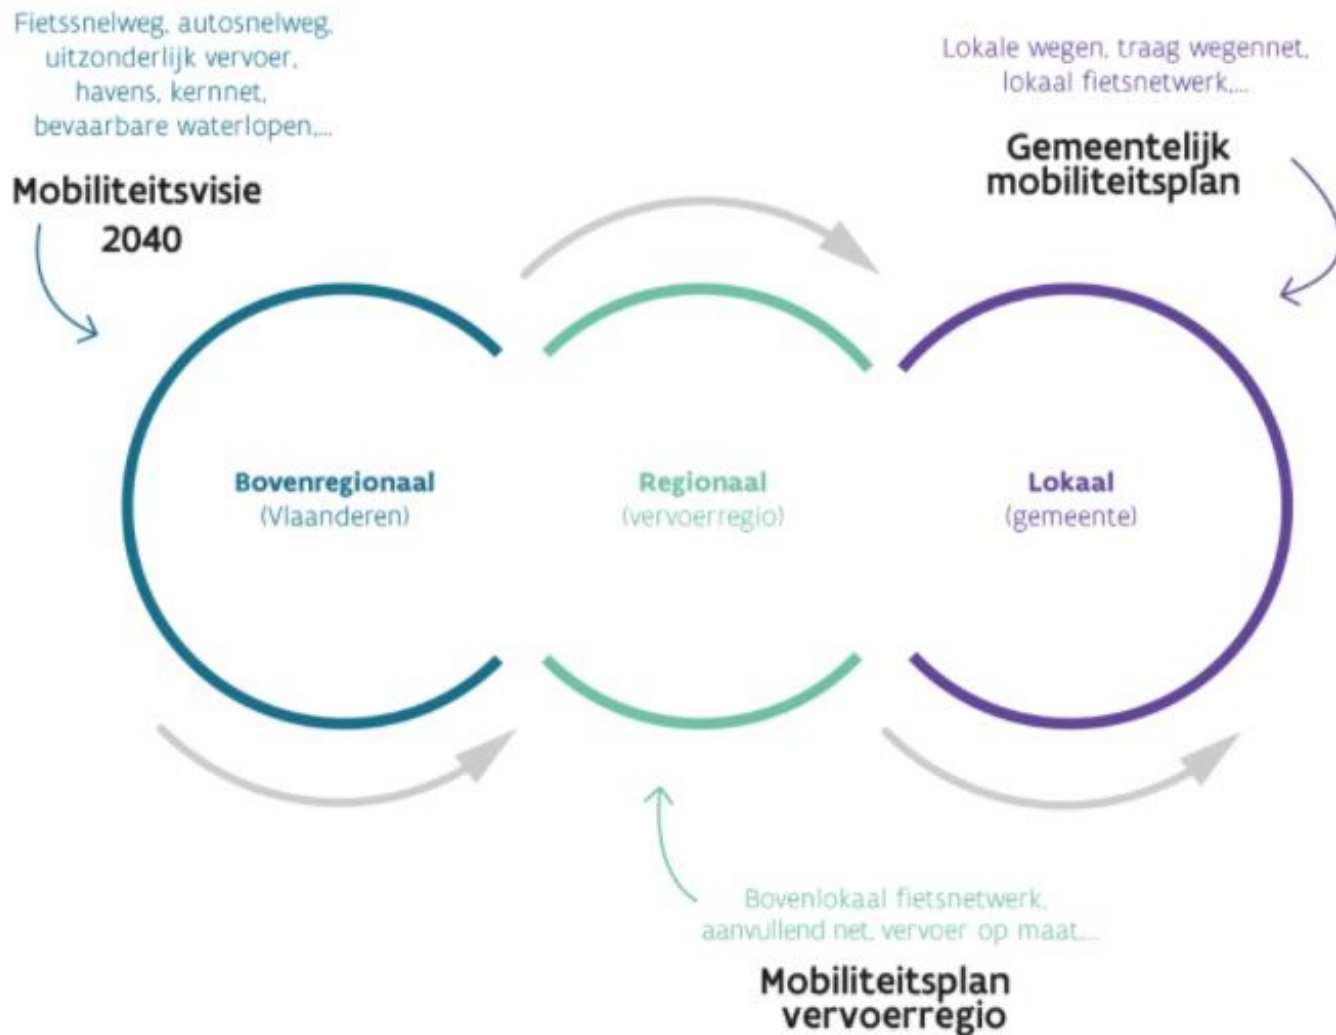 Fietssnelweg, autosnelweg,
uitzonderlijk vervoer,
havens, kernnet,
bevaarbare waterlopen,...
Mobiliteitsvisie
2040
Lokale wegen, traag wegennet,
lokaal fietsnetwerk,...
Gemeentelijk
mobiliteitsplan
Bovenregionaal
(Vlaanderen)
Regionaal
(vervoerregio)
Lokaal
(gemeente)
Bovenlokaal fietsnetwerk,
aanvullend net, vervoer op maat,...
Mobiliteitsplan
vervoerregio